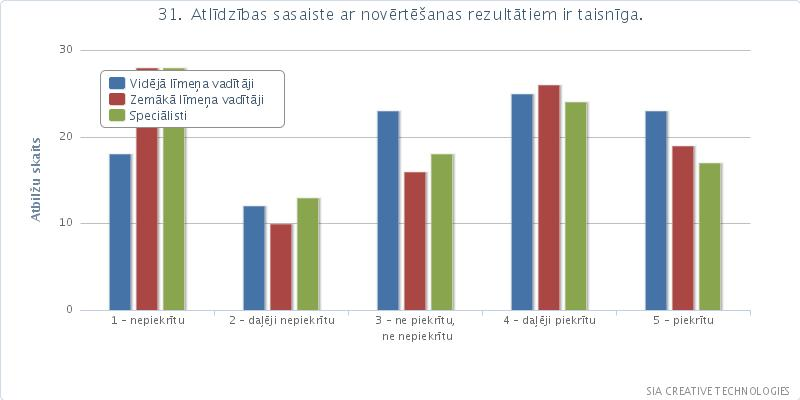 31. Atlīdzības sasaiste ar novērtēšanas rezultātiem ir taisnīga.
30
Vidējā līmeņa vadītāji
Zemākā līmeņa vadītāji
Speciālisti
20
Atbilžu skaits
10
0
1 - nepiekrītu
2 - daļēji nepiekrītu
3 - ne piekrītu,
ne nepiekrītu
4 - daļēji piekrītu
5 - piekrītu
SIA CREATIVE TECHNOLOGIES